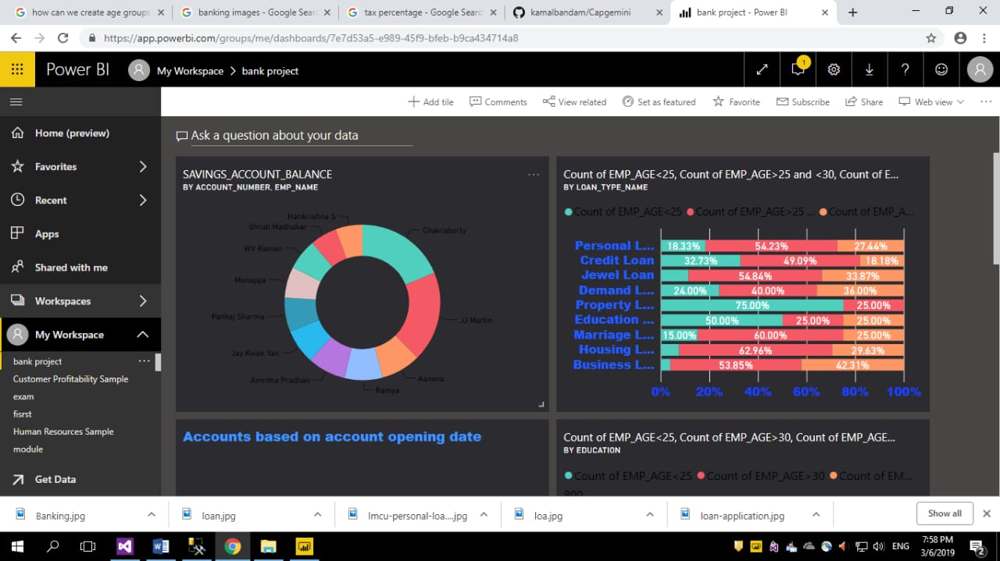 how can we create age groups
banking images - Google Sear
tax percentage - Google Searc
kamalbandam/Capgemini
bank project - Power BI
https://app.powerbi.com/groups/me/dashboards/7e7d53a5-e989-45f9-bfeb-b9ca434714a8
Power BI
My Workspace > bank project
1
Add tile
Comments
View related
Set as featured
Favorite
Subscribe
Share
Web view
Home (preview)
Favorites
Recent
Apps
Shared with me
Workspaces
My Workspace
bank project
Customer Profitability Sample
exam
fisrst
Human Resources Sample
module
Get Data
Ask a question about your data
SAVINGS_ACCOUNT_BALANCE
BY ACCOUNT_NUMBER, EMP_NAME
Harikrishna S
Shruti Madhukar
WV Raman
Monappa
Pankaj Sharma
Jay Kwok Yan
Amritha Pradhan
Ramya
Aanana
JJ Martin
Chakraborty
Count of EMP_AGE<25, Count of EMP_AGE>25 and <30, Count of E...
BY LOAN_TYPE_NAME
Count of EMP_AGE<25 Count of EMP_AGE>25 ... Count of EMP_A...
Personal L... 18.33% 54.23% 27.44%
Credit Loan 32.73% 49.09% 18.18%
Jewel Loan 54.84% 33.87%
Demand L... 24.00% 40.00% 36.00%
Property L... 75.00% 25.00%
Education ... 50.00% 25.00% 25.00%
Marriage L... 15.00% 60.00% 25.00%
Housing L... 62.96% 29.63%
Business L... 53.85% 42.31%
0% 20% 40% 60% 80% 100%
Accounts based on account opening date
Count of EMP_AGE<25, Count of EMP_AGE>30, Count of EMP_AGE...
BY EDUCATION
Count of EMP_AGE<25 Count of EMP_AGE>30 Count of EM...
800
Banking.jpg
loan.jpg
lmcu-personal-loa....jpg
loa.jpg
loan-application.jpg
Show all
ENG
7:58 PM
3/6/2019
2